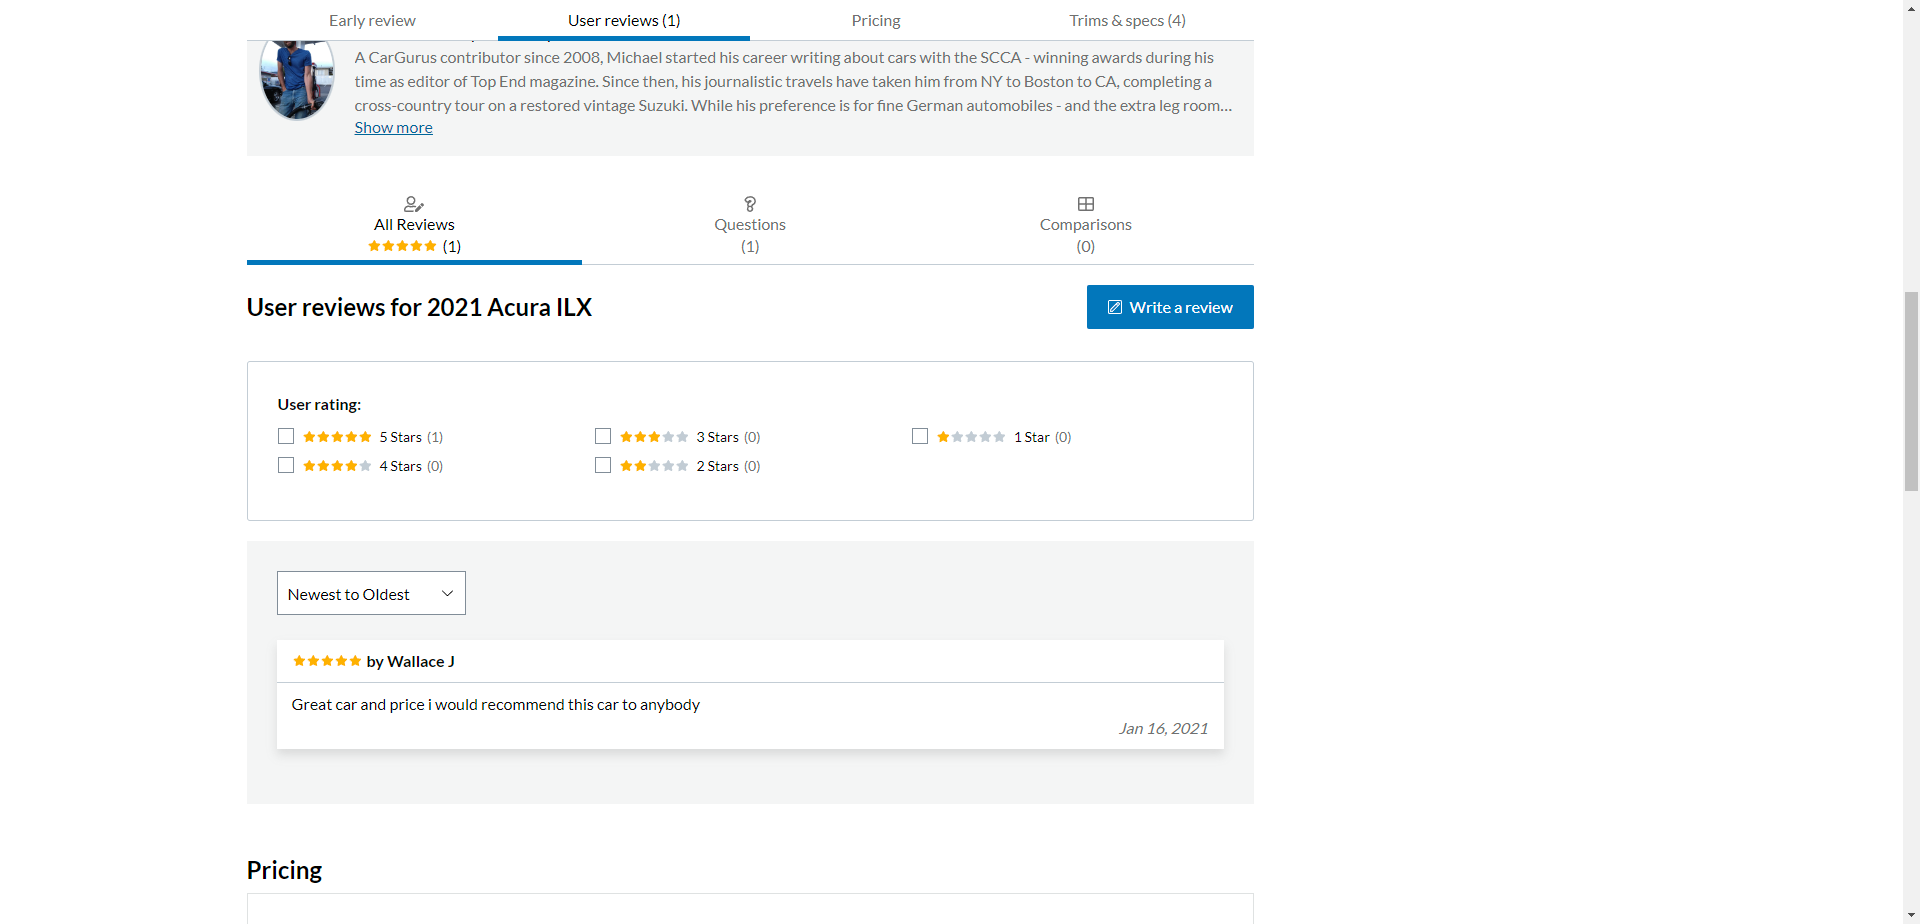 Early review
User reviews (1)
Pricing
Trims & specs (4)
A CarGurus contributor since 2008, Michael started his career writing about cars with the SCCA - winning awards during his
time as editor of Top End magazine. Since then, his journalistic travels have taken him from NY to Boston to CA, completing a
cross-country tour on a restored vintage Suzuki. While his preference is for fine German automobiles - and the extra leg room...
Show more
All Reviews
(1)
Questions
(1)
Comparisons
(0)
User reviews for 2021 Acura ILX
Write a review
User rating:
5 Stars (1)
3 Stars (0)
1 Star (0)
4 Stars (0)
2 Stars (0)
Newest to Oldest
by Wallace J
Great car and price i would recommend this car to anybody
Jan 16, 2021
Pricing